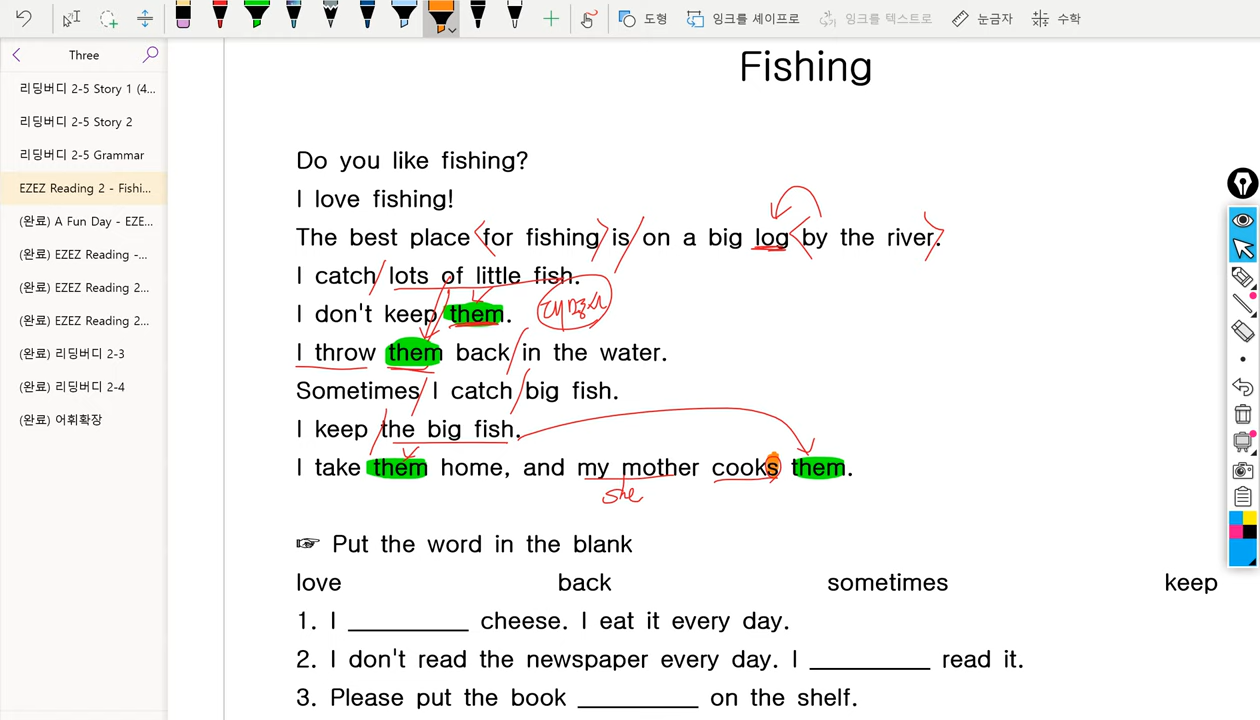 도형
잉크를 셰이프로
잉크를 텍스트로
눈금자
수학
Three
리딩버디 2-5 Story 1 (4...
리딩버디 2-5 Story 2
리딩버디 2-5 Grammar
EZEZ Reading 2 - Fishi...
(완료) A Fun Day - EZE...
(완료) EZEZ Reading -...
(완료) EZEZ Reading 2...
(완료) EZEZ Reading 2...
(완료) 리딩버디 2-3
(완료) 리딩버디 2-4
(완료) 어휘확장
Fishing
Do you like fishing?
I love fishing!
The best place for fishing is on a big log by the river.
I catch lots of little fish.
I don't keep them.
I throw them back in the water.
Sometimes I catch big fish.
I keep the big fish.
I take them home, and my mother cooks them.
she
☞ Put the word in the blank
love back sometimes keep
1. I __________ cheese. I eat it every day.
2. I don't read the newspaper every day. I __________ read it.
3. Please put the book __________ on the shelf.